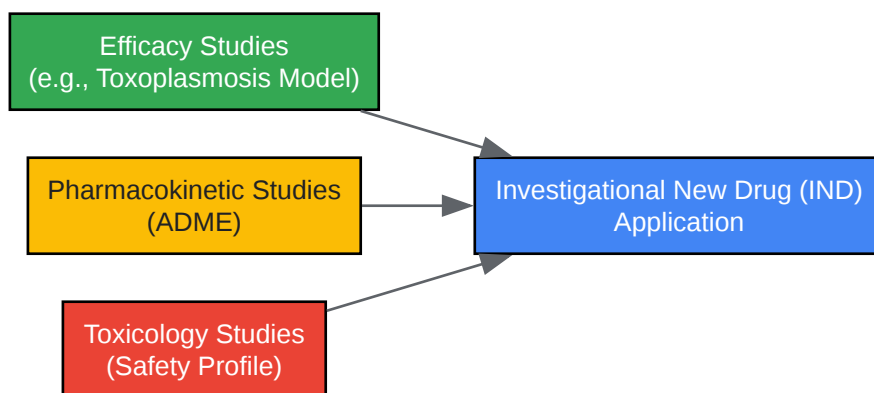 Efficacy Studies
(e.g., Toxoplasmosis Model)
Pharmacokinetic Studies
(ADME)
Investigational New Drug (IND)
Application
Toxicology Studies
(Safety Profile)